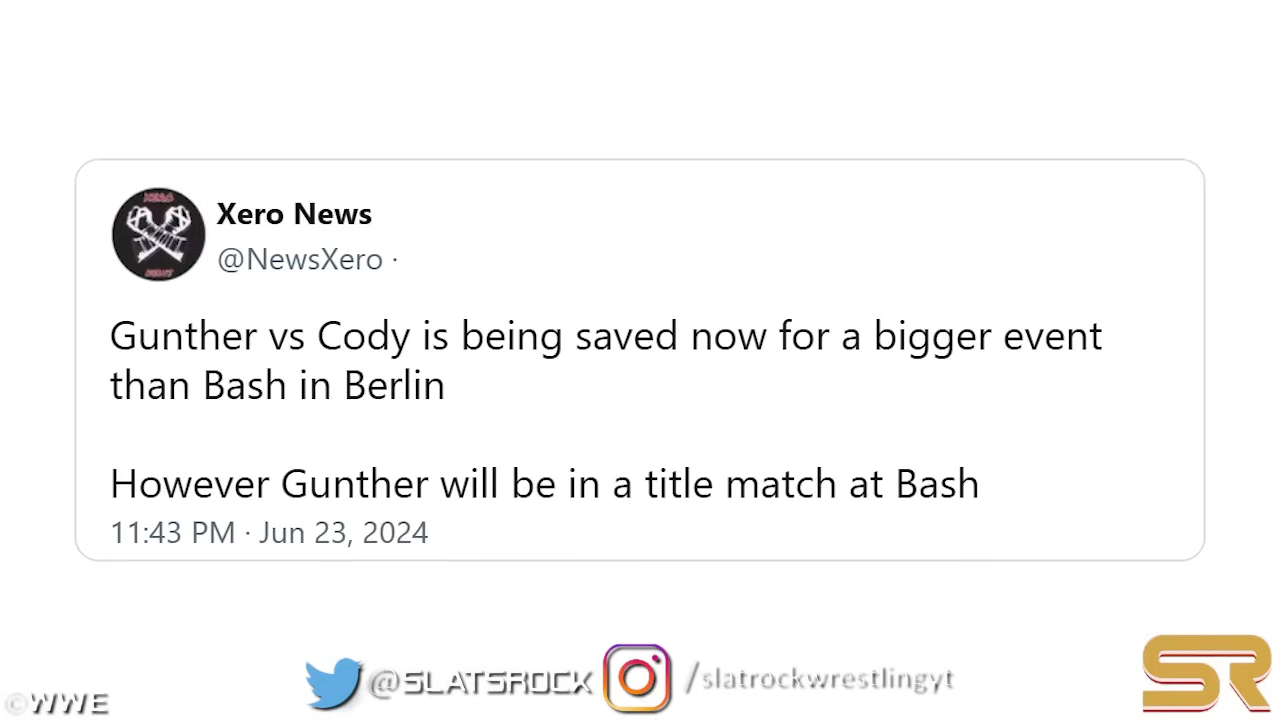 Xero News
@NewsXero ·
Gunther vs Cody is being saved now for a bigger event
than Bash in Berlin
However Gunther will be in a title match at Bash
11:43 PM · Jun 23, 2024
@SLATSROCK /slatrockwrestlingyt
SR
©WWE